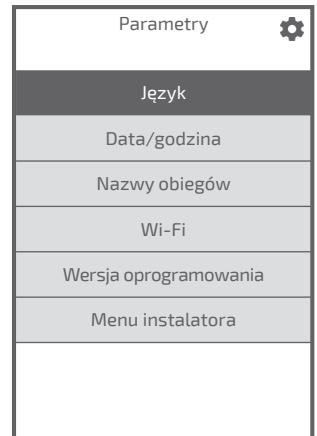 Parametry
Język
Data/godzina
Nazwy obiegów
Wi-Fi
Wersja oprogramowania
Menu instalatora